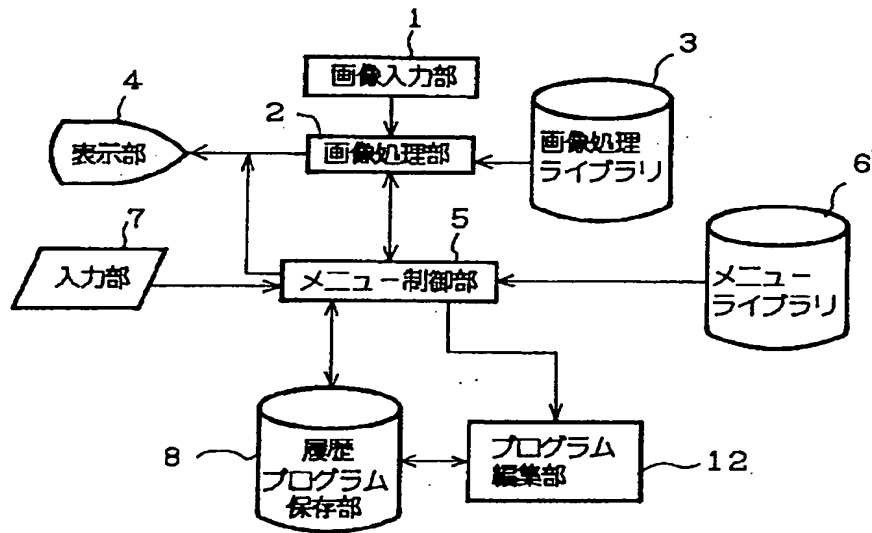 1
画像入力部
3
画像処理
ライブラリ
4
表示部
2
画像処理部
6
メニュー
ライブラリ
7
入力部
5
メニュー制御部
8
履歴
プログラム
保存部
プログラム
編集部
12